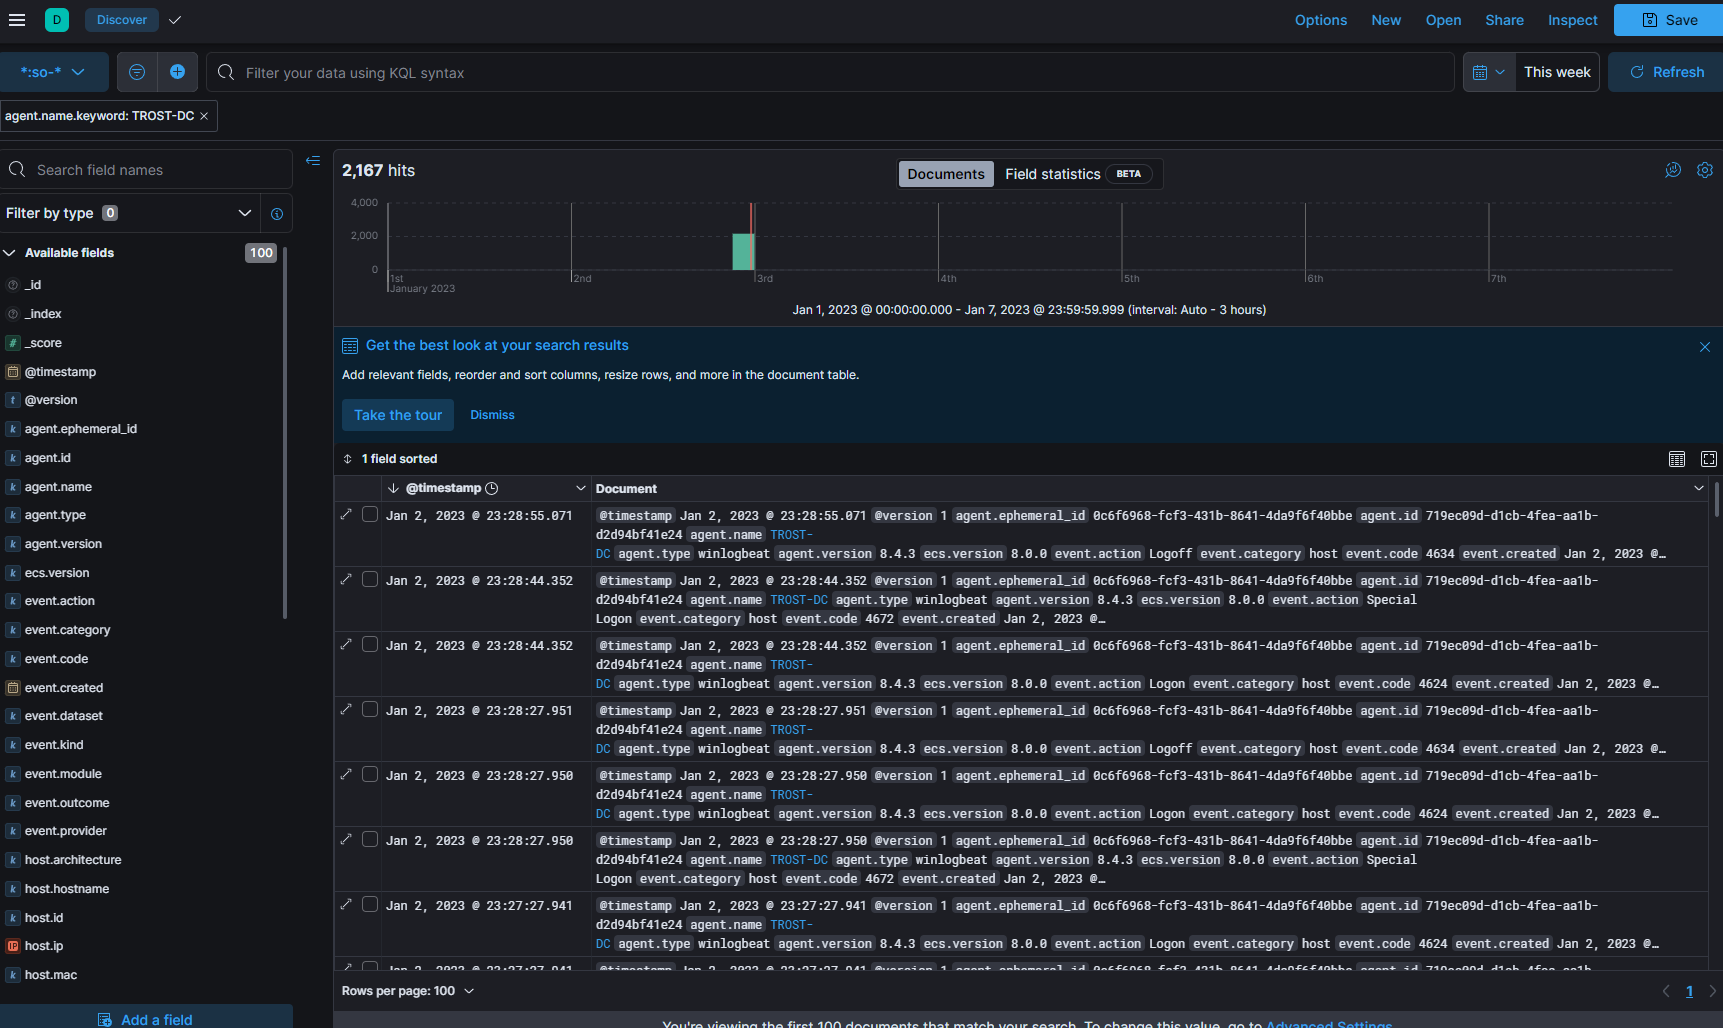 D
Discover
Options
New
Open
Share
Inspect
Save
*:so-*
Filter your data using KQL syntax
This week
Refresh
agent.name.keyword: TROST-DC ×
Search field names
Filter by type 0
Available fields 100
_id
_index
# _score
@timestamp
t @version
k agent.ephemeral_id
k agent.id
k agent.name
k agent.type
k agent.version
k ecs.version
k event.action
k event.category
k event.code
event.created
k event.dataset
k event.kind
k event.module
k event.outcome
k event.provider
k host.architecture
k host.hostname
k host.id
IP host.ip
k host.mac
Add a field
2,167 hits
Documents
Field statistics BETA
4,000
2,000
0
1st
January 2023
2nd
3rd
4th
5th
6th
7th
Jan 1, 2023 @ 00:00:00.000 - Jan 7, 2023 @ 23:59:59.999 (interval: Auto - 3 hours)
Get the best look at your search results
Add relevant fields, reorder and sort columns, resize rows, and more in the document table.
Take the tour
Dismiss
1 field sorted
@timestamp
Document
Jan 2, 2023 @ 23:28:55.071
@timestamp Jan 2, 2023 @ 23:28:55.071 @version 1 agent.ephemeral_id 0c6f6968-fcf3-431b-8641-4da9f6f40bbe agent.id 719ec09d-d1cb-4fea-aa1b-
d2d94bf41e24 agent.name TROST-
DC agent.type winlogbeat agent.version 8.4.3 ecs.version 8.0.0 event.action Logoff event.category host event.code 4634 event.created Jan 2, 2023 @…
Jan 2, 2023 @ 23:28:44.352
@timestamp Jan 2, 2023 @ 23:28:44.352 @version 1 agent.ephemeral_id 0c6f6968-fcf3-431b-8641-4da9f6f40bbe agent.id 719ec09d-d1cb-4fea-aa1b-
d2d94bf41e24 agent.name TROST-DC agent.type winlogbeat agent.version 8.4.3 ecs.version 8.0.0 event.action Special
Logon event.category host event.code 4672 event.created Jan 2, 2023 @…
Jan 2, 2023 @ 23:28:44.352
@timestamp Jan 2, 2023 @ 23:28:44.352 @version 1 agent.ephemeral_id 0c6f6968-fcf3-431b-8641-4da9f6f40bbe agent.id 719ec09d-d1cb-4fea-aa1b-
d2d94bf41e24 agent.name TROST-
DC agent.type winlogbeat agent.version 8.4.3 ecs.version 8.0.0 event.action Logon event.category host event.code 4624 event.created Jan 2, 2023 @…
Jan 2, 2023 @ 23:28:27.951
@timestamp Jan 2, 2023 @ 23:28:27.951 @version 1 agent.ephemeral_id 0c6f6968-fcf3-431b-8641-4da9f6f40bbe agent.id 719ec09d-d1cb-4fea-aa1b-
d2d94bf41e24 agent.name TROST-
DC agent.type winlogbeat agent.version 8.4.3 ecs.version 8.0.0 event.action Logoff event.category host event.code 4634 event.created Jan 2, 2023 @…
Jan 2, 2023 @ 23:28:27.950
@timestamp Jan 2, 2023 @ 23:28:27.950 @version 1 agent.ephemeral_id 0c6f6968-fcf3-431b-8641-4da9f6f40bbe agent.id 719ec09d-d1cb-4fea-aa1b-
d2d94bf41e24 agent.name TROST-
DC agent.type winlogbeat agent.version 8.4.3 ecs.version 8.0.0 event.action Logon event.category host event.code 4624 event.created Jan 2, 2023 @…
Jan 2, 2023 @ 23:28:27.950
@timestamp Jan 2, 2023 @ 23:28:27.950 @version 1 agent.ephemeral_id 0c6f6968-fcf3-431b-8641-4da9f6f40bbe agent.id 719ec09d-d1cb-4fea-aa1b-
d2d94bf41e24 agent.name TROST-DC agent.type winlogbeat agent.version 8.4.3 ecs.version 8.0.0 event.action Special
Logon event.category host event.code 4672 event.created Jan 2, 2023 @…
Jan 2, 2023 @ 23:27:27.941
@timestamp Jan 2, 2023 @ 23:27:27.941 @version 1 agent.ephemeral_id 0c6f6968-fcf3-431b-8641-4da9f6f40bbe agent.id 719ec09d-d1cb-4fea-aa1b-
d2d94bf41e24 agent.name TROST-
DC agent.type winlogbeat agent.version 8.4.3 ecs.version 8.0.0 event.action Logon event.category host event.code 4624 event.created Jan 2, 2023 @…
Jan 2, 2023 @ 23:27:27.941
@timestamp Jan 2, 2023 @ 23:27:27.941 @version 1 agent.ephemeral_id 0c6f6968-fcf3-431b-8641-4da9f6f40bbe agent.id 719ec09d-d1cb-4fea-aa1b-
Rows per page: 100
1
You're viewing the first 100 documents that match your search. To change this value, go to Advanced Settings.